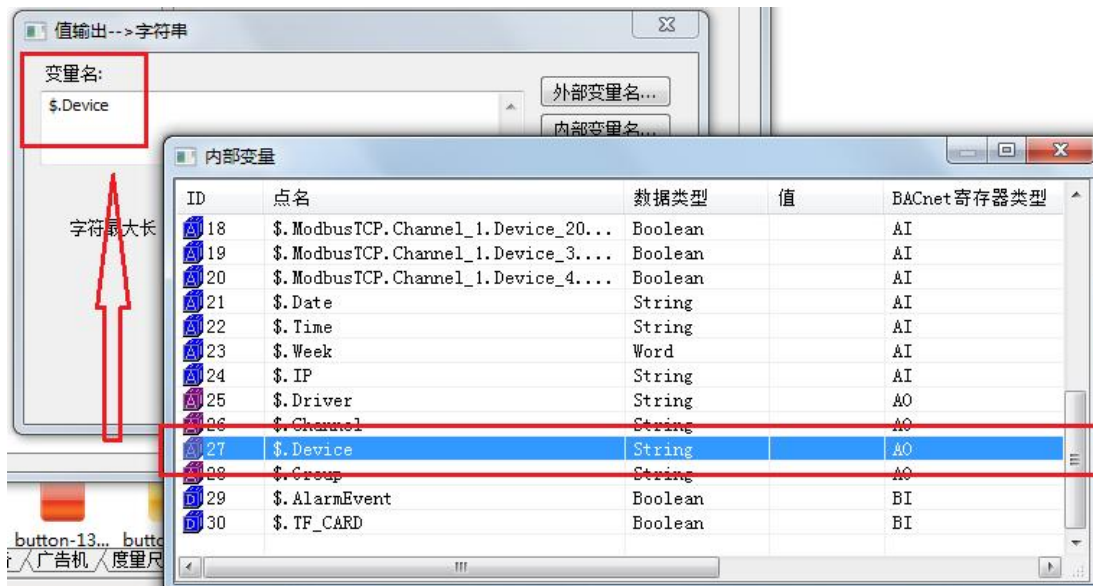 值输出-->字符串
变量名:
$.Device
外部变量名...
内部变量名...
字符最大长
内部变量
ID 点名 数据类型 值 BACnet寄存器类型
18 $.ModbusTCP.Channel_1.Device_20... Boolean AI
19 $.ModbusTCP.Channel_1.Device_3.... Boolean AI
20 $.ModbusTCP.Channel_1.Device_4.... Boolean AI
21 $.Date String AI
22 $.Time String AI
23 $.Week Word AI
24 $.IP String AI
25 $.Driver String AO
26 $.Channel String AO
27 $.Device String AO
28 $.Group String AO
29 $.AlarmEvent Boolean BI
30 $.TF_CARD Boolean BI
button-13... butto
广告机 度量尺